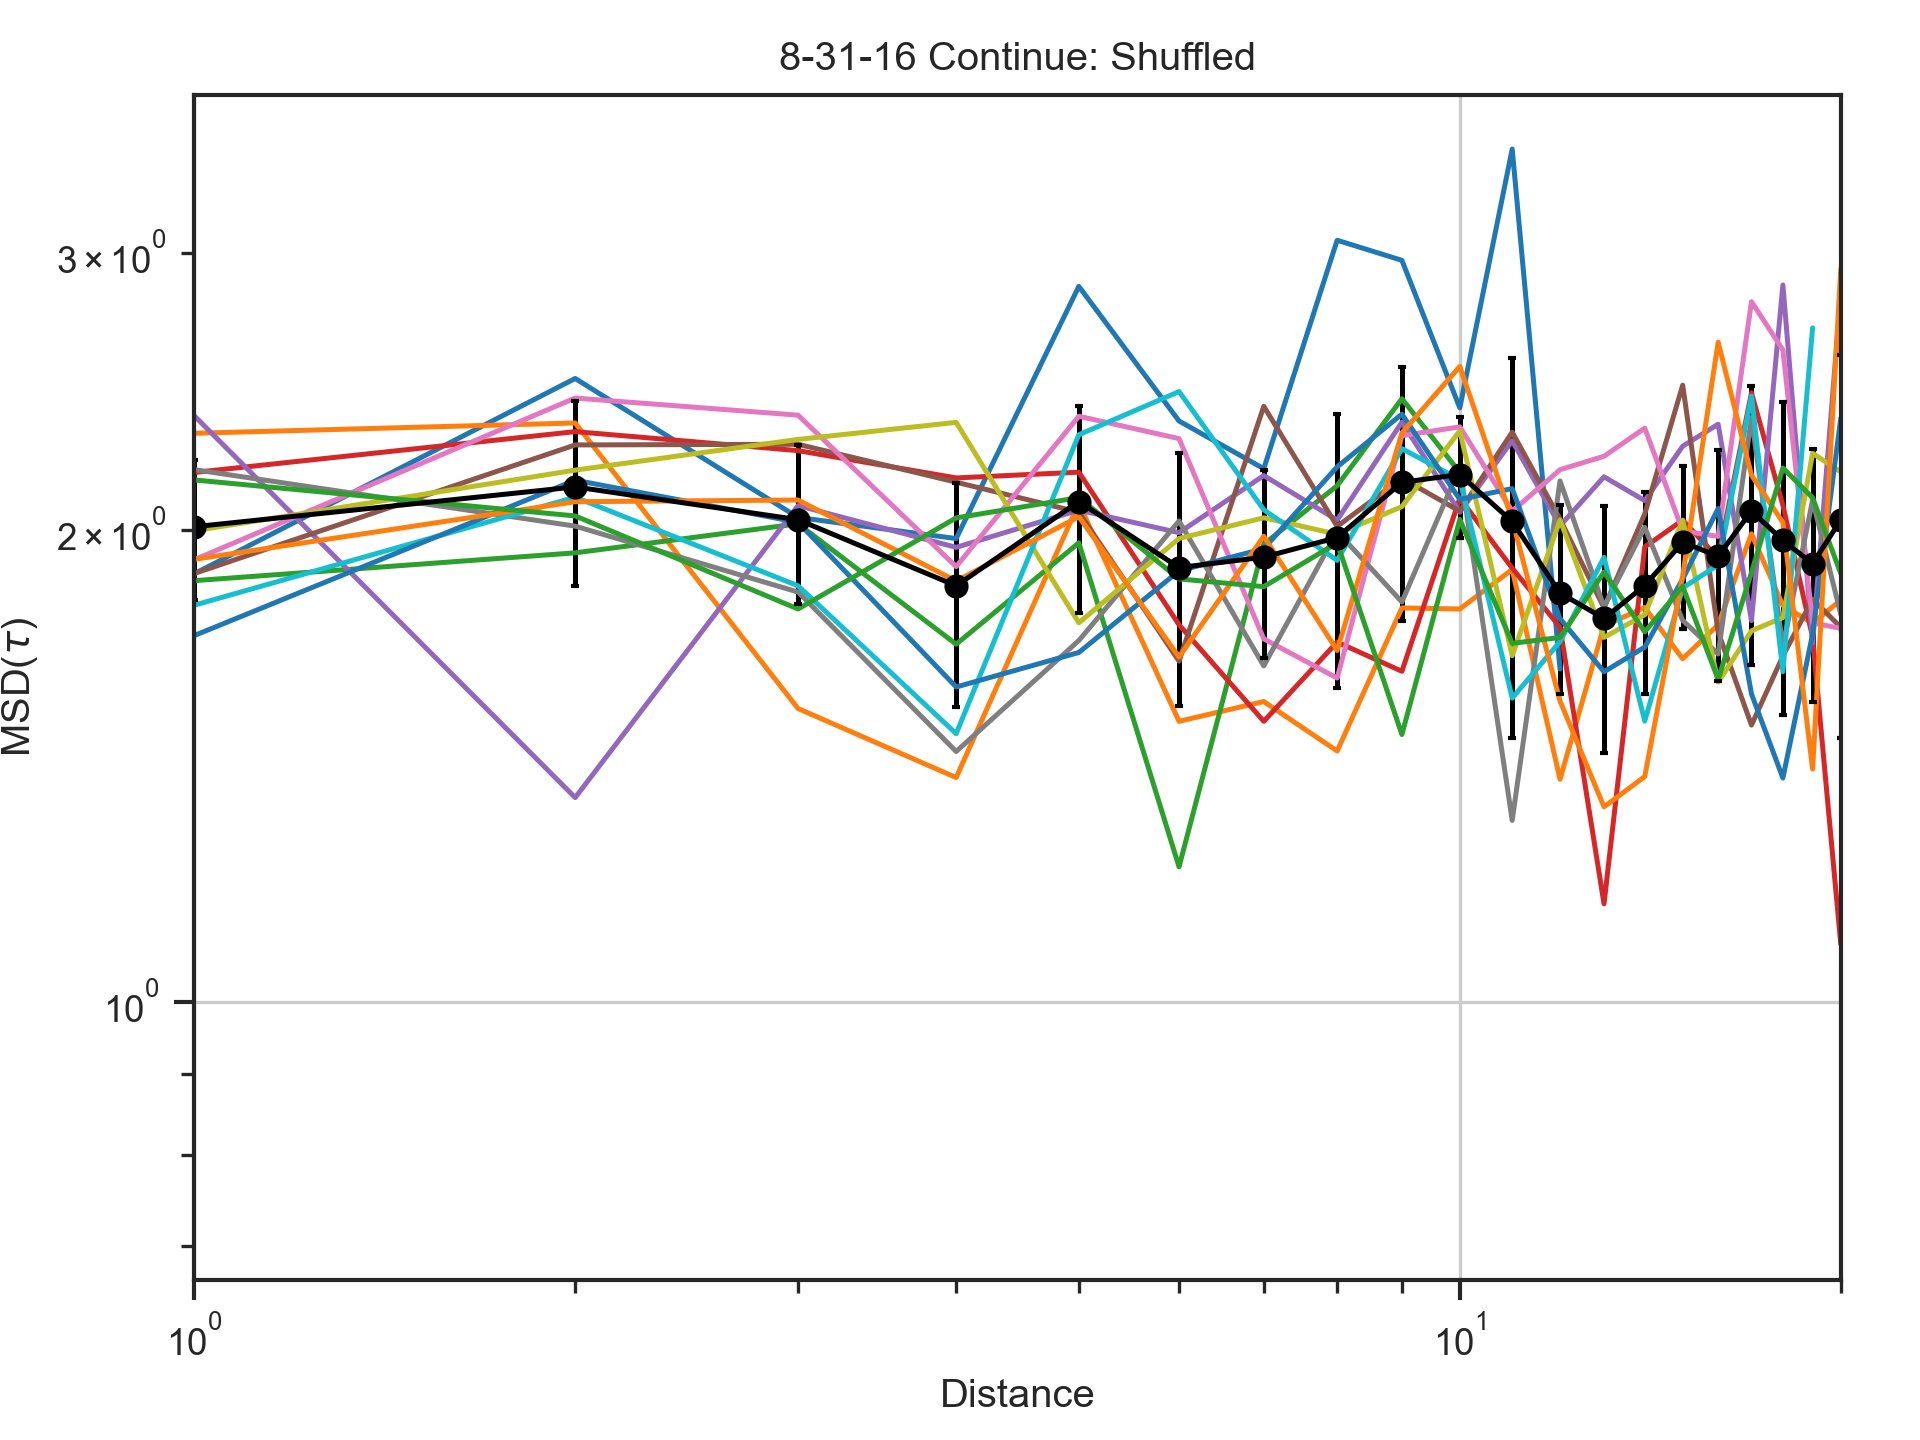 8-31-16 Continue: Shuffled
3 × 10⁰
2 × 10⁰
10⁰
MSD(τ)
10⁰ 10¹
Distance